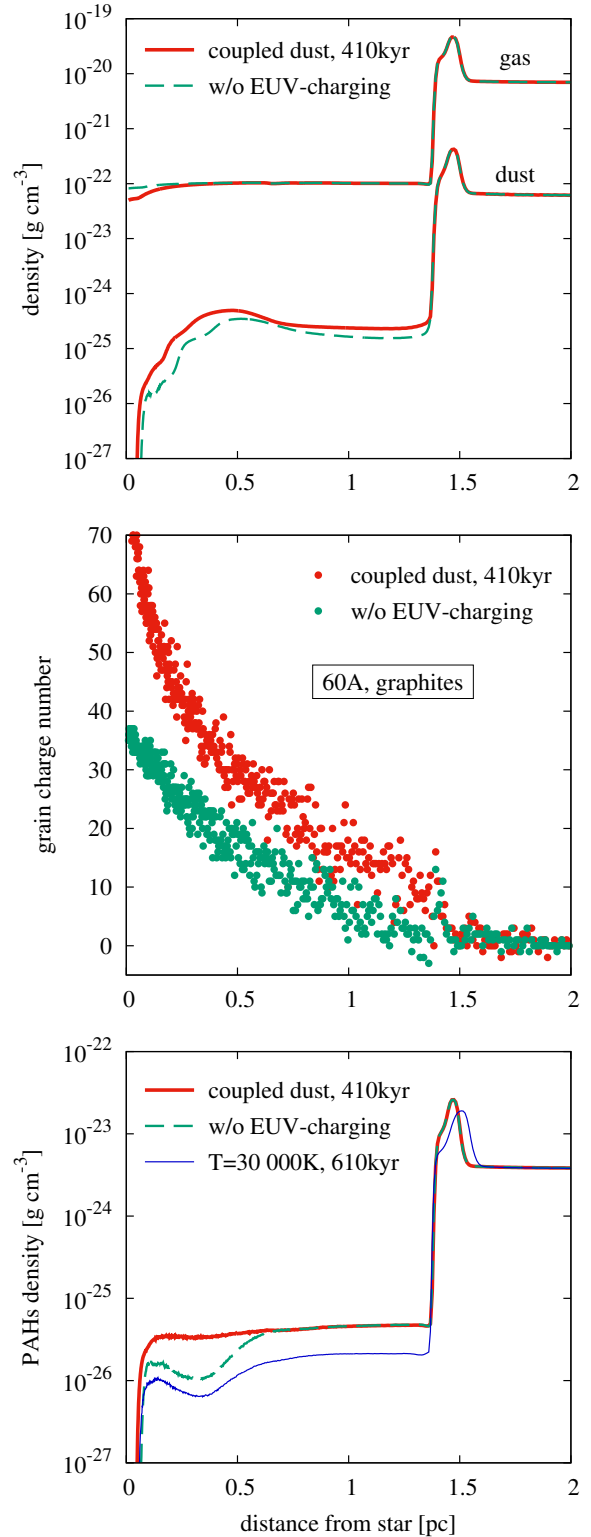 10^-19
coupled dust, 410kyr
gas
10^-20
w/o EUV-charging
10^-21
dust
10^-22
10^-23
10^-24
10^-25
10^-26
10^-27
density [g cm^-3]
0 0.5 1 1.5 2
70
coupled dust, 410kyr
60
w/o EUV-charging
50
60A, graphites
40
30
20
10
0
grain charge number
0 0.5 1 1.5 2
10^-22
coupled dust, 410kyr
w/o EUV-charging
10^-23
T=30 000K, 610kyr
10^-24
10^-25
10^-26
10^-27
PAHs density [g cm^-3]
0 0.5 1 1.5 2
distance from star [pc]